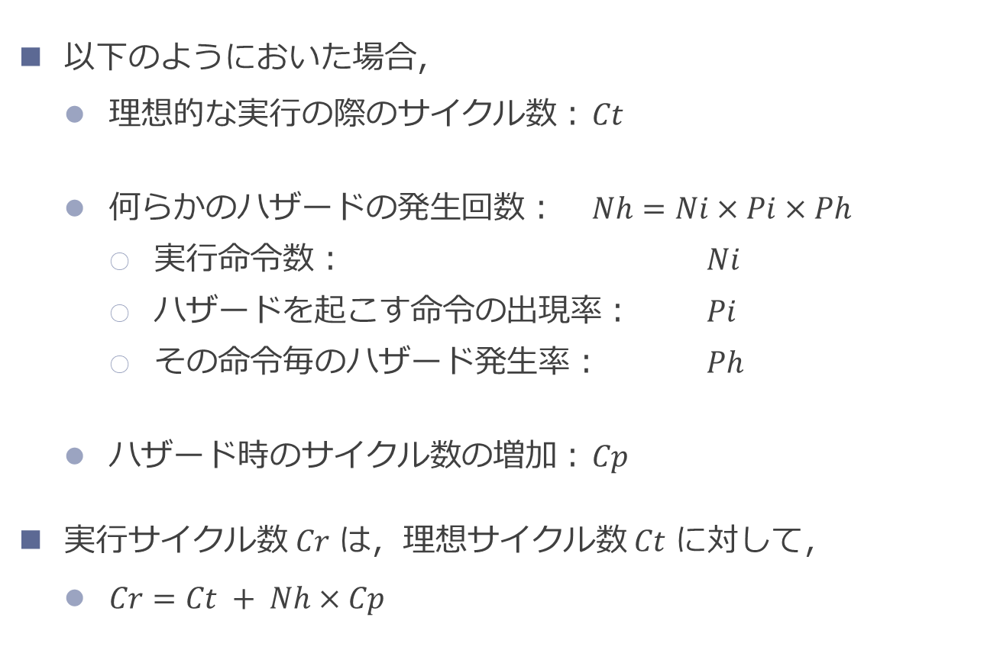 以下のようにおいた場合,
理想的な実行の際のサイクル数：Ct
何らかのハザードの発生回数： Nh = Ni × Pi × Ph
実行命令数： Ni
ハザードを起こす命令の出現率： Pi
その命令毎のハザード発生率： Ph
ハザード時のサイクル数の増加：Cp
実行サイクル数 Cr は, 理想サイクル数 Ct に対して,
Cr = Ct + Nh × Cp